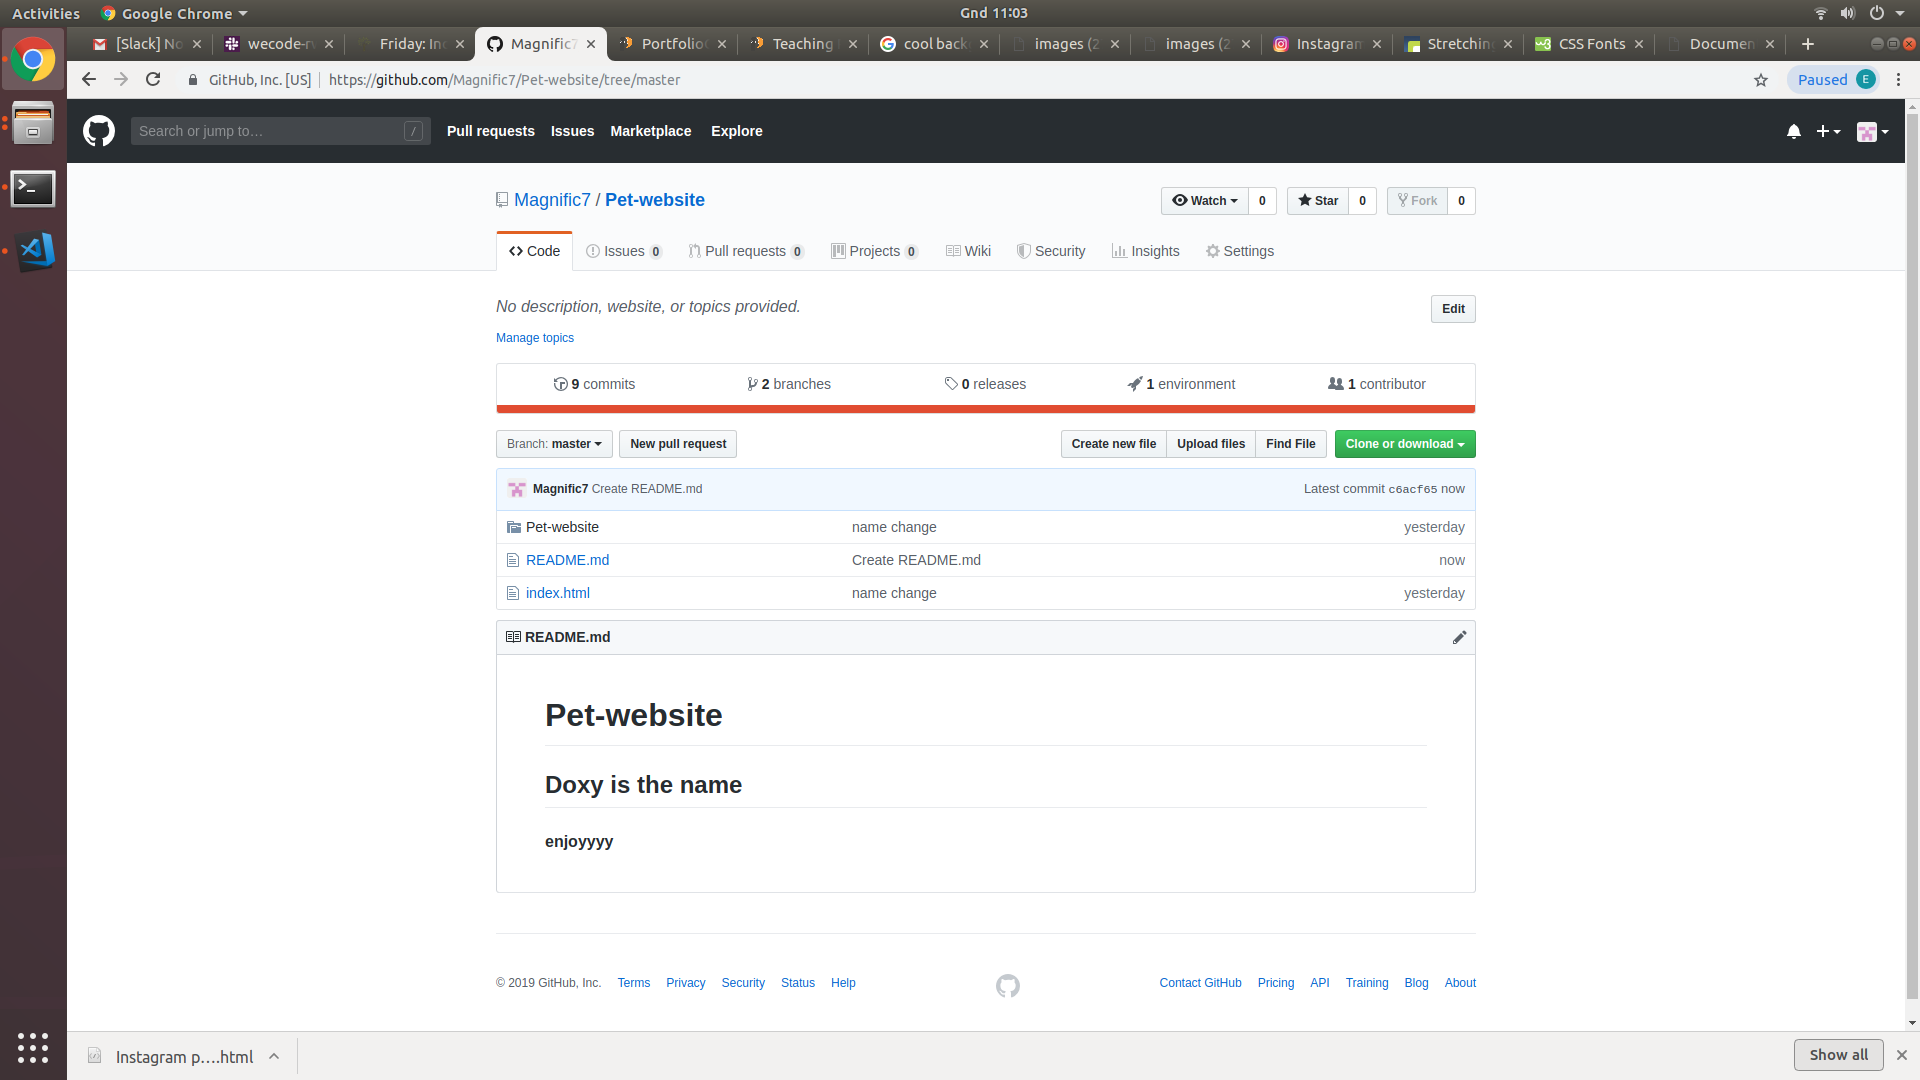 Activities Google Chrome Gnd 11:03
[Slack] No wecode-r Friday: In Magnific7 Portfolio Teaching cool back images (2 images (2 Instagram Stretching CSS Fonts Documen
GitHub, Inc. [US] https://github.com/Magnific7/Pet-website/tree/master Paused E
Search or jump to… / Pull requests Issues Marketplace Explore
Magnific7 / Pet-website Watch 0 Star 0 Fork 0
Code Issues 0 Pull requests 0 Projects 0 Wiki Security Insights Settings
No description, website, or topics provided. Edit
Manage topics
9 commits 2 branches 0 releases 1 environment 1 contributor
Branch: master New pull request Create new file Upload files Find File Clone or download
Magnific7 Create README.md Latest commit c6acf65 now
Pet-website name change yesterday
README.md Create README.md now
index.html name change yesterday
README.md
Pet-website
Doxy is the name
enjoyyyy
© 2019 GitHub, Inc. Terms Privacy Security Status Help Contact GitHub Pricing API Training Blog About
Instagram p....html Show all